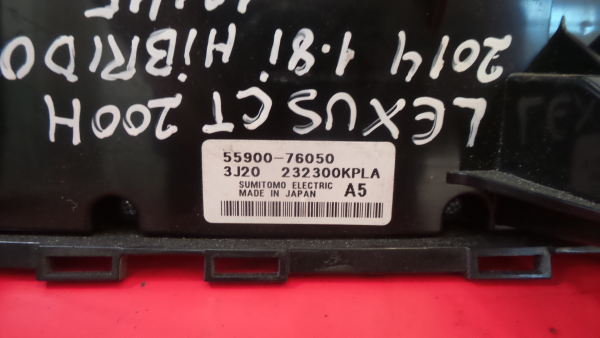 LEXUS CT 200H
2014 1.8i HiBRIDO
55900-76050
3J20 232300KPLA
SUMITOMO ELECTRIC
MADE IN JAPAN A5